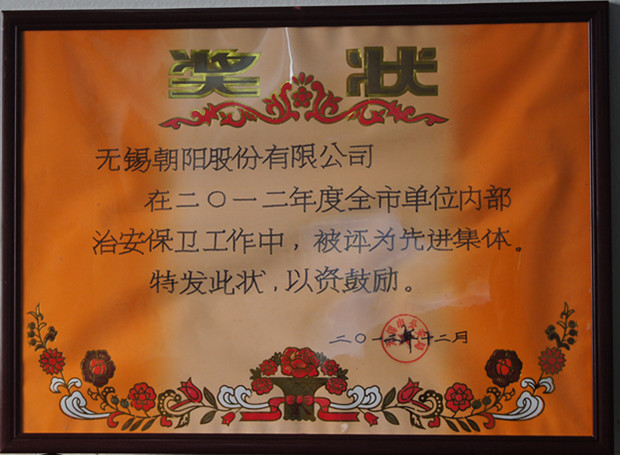 奖状
无锡朝阳股份有限公司
在二〇一二年度全市单位内部
治安保卫工作中，被评为先进集体。
特发此状，以资鼓励。
二〇一二年十二月